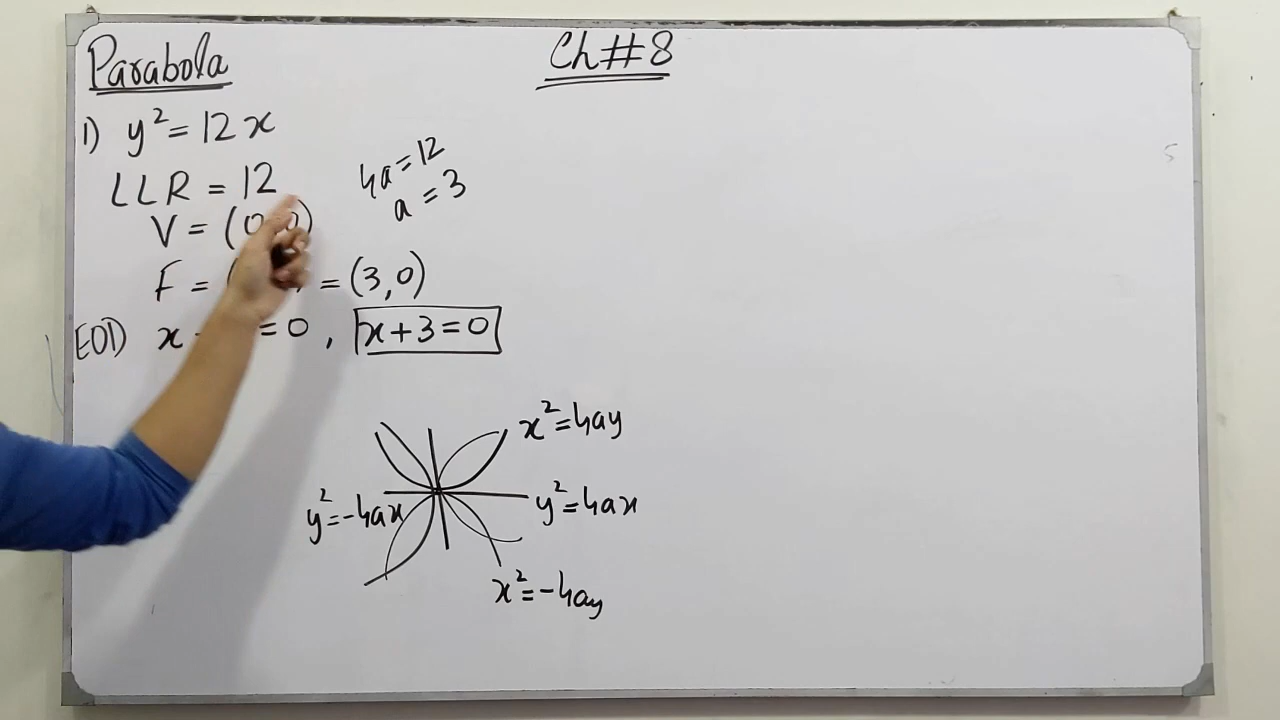 Parabola
Ch#8
1) y² = 12x
4a = 12
a = 3
LLR = 12
V = (0,0)
F = ( = (3,0)
EOD) x = 0, x+3=0
x² = 4ay
y² = -4ax
y² = 4ax
x² = -4ay